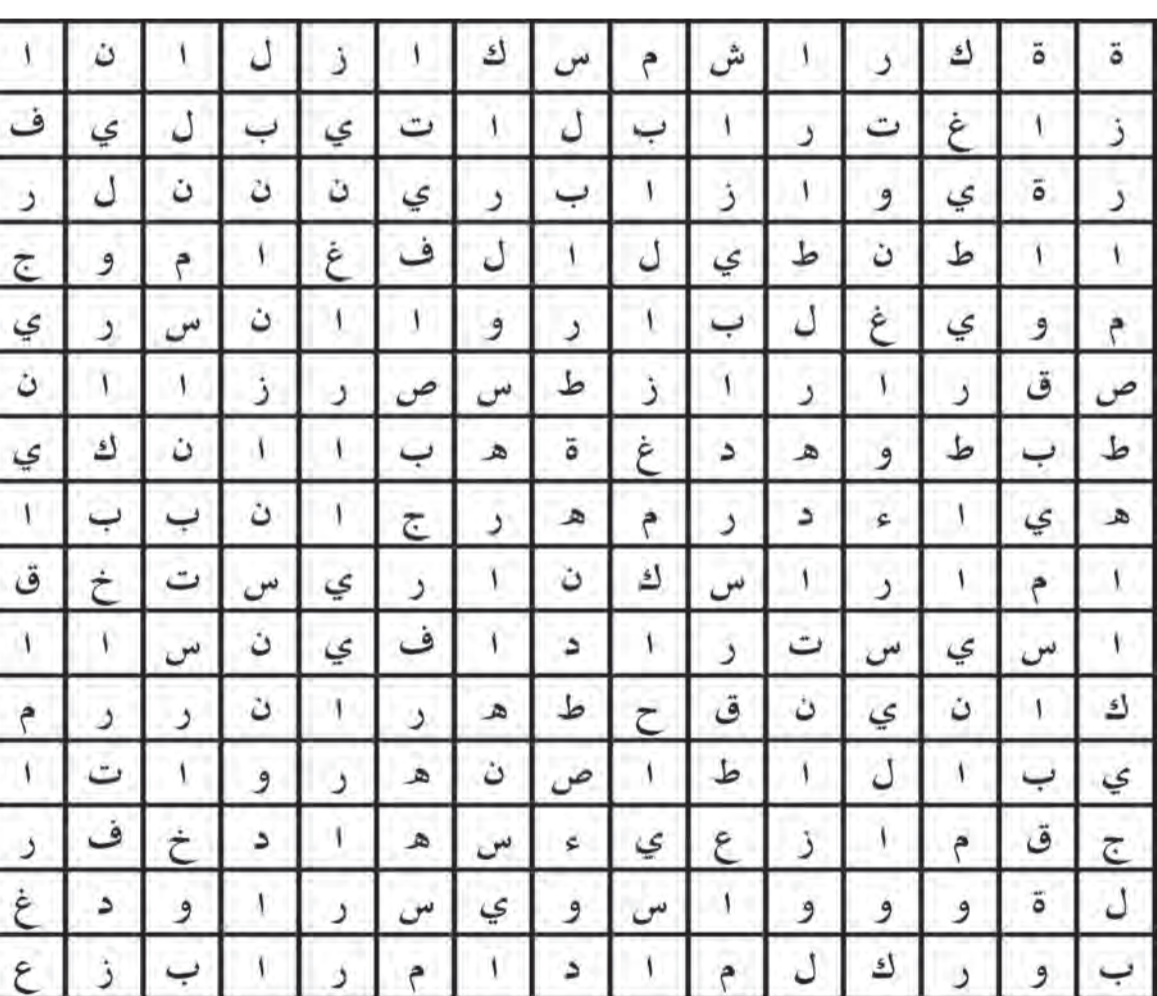 ة ة ك ر ا ش م س ك ا ز ل ا ن ا
ز ا غ ت ر ا ب ل ا ت ي ب ل ي ف
ر ة ي و ا ز ا ب ر ي ن ن ن ل ر
ا ا ط ن ط ي ل ا ل ف غ ا م و ج
م و ي غ ل ب ا ر و ا ا ن س ر ي
ص ق ر ا ر ا ز ط س ص ر ز ا ا ن
ط ب ط و ه د غ ة ه ب ا ا ن ك ي
ه ي ا ء د ر م ه ر ج ا ن ب ب ا
ا م ا ر ا س ك ن ا ر ي س ت خ ق
ا س ي س ت ر ا د ا ف ي ن س ا ا
ك ا ن ي ن ق ح ط ه ر ا ن ر ر م
ي ب ا ل ا ط ا ص ن ه ر و ا ت ا
ج ق م ا ز ع ي ء س ه ا د خ ف ر
ل ة و و و ا س و ي س ر ا و د غ
ب و ر ك ل م ا د ا م ر ا ب ز ع